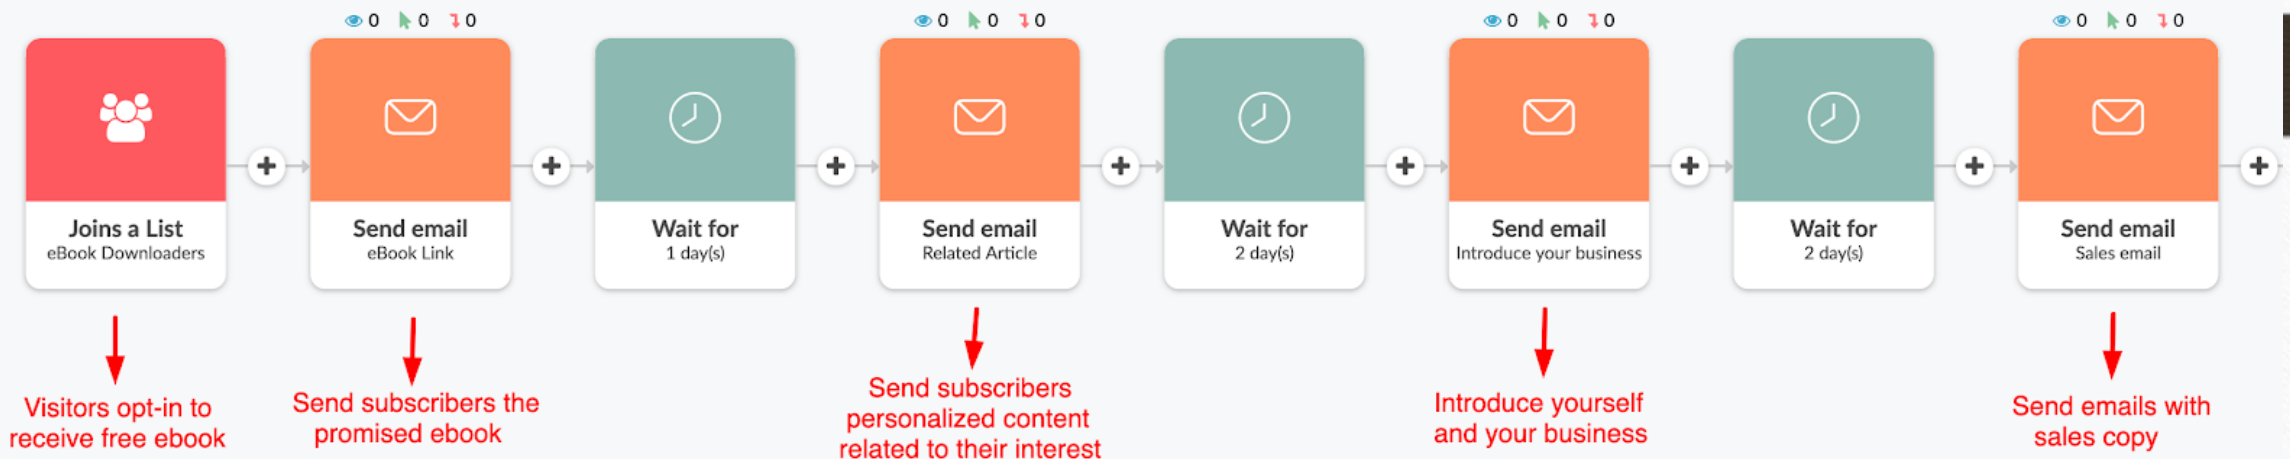 0 0 0
0 0 0
0 0 0
0 0 0
Joins a List
eBook Downloaders
Send email
eBook Link
Wait for
1 day(s)
Send email
Related Article
Wait for
2 day(s)
Send email
Introduce your business
Wait for
2 day(s)
Send email
Sales email
Visitors opt-in to
receive free ebook
Send subscribers the
promised ebook
Send subscribers
personalized content
related to their interest
Introduce yourself
and your business
Send emails with
sales copy